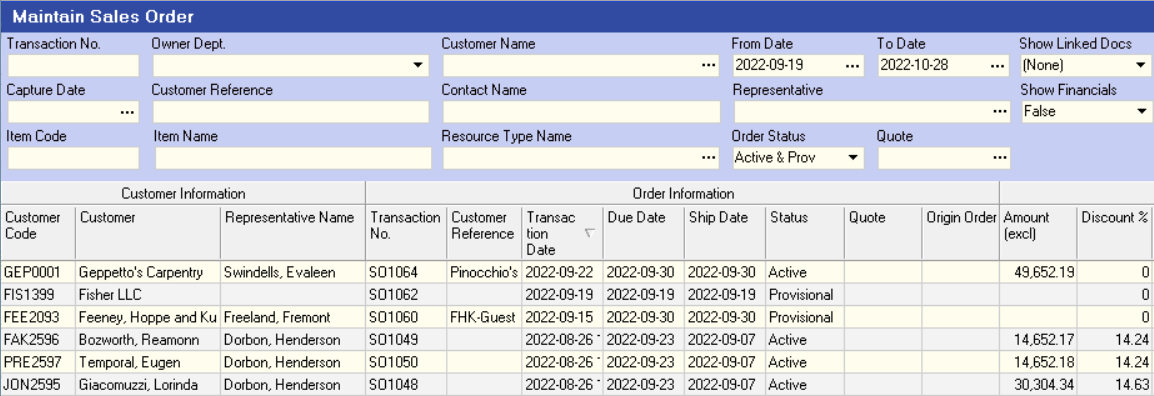 Maintain Sales Order
Transaction No. Owner Dept. Customer Name From Date To Date Show Linked Docs
2022-09-19 ... 2022-10-28 ... (None)
Capture Date Customer Reference Contact Name Representative Show Financials
False
Item Code Item Name Resource Type Name Order Status Quote
Active & Prov
Customer Information Order Information
Customer Code Customer Representative Name Transaction No. Customer Reference Transac tion Date Due Date Ship Date Status Quote Origin Order Amount (excl) Discount %
GEP0001 Geppetto's Carpentry Swindells, Evaleen SO1064 Pinocchio's 2022-09-22 2022-09-30 2022-09-30 Active 49,652.19 0
FIS1399 Fisher LLC SO1062 2022-09-19 2022-09-19 2022-09-19 Provisional 0
FEE2093 Feeney, Hoppe and Ku Freeland, Fremont SO1060 FHK-Guest 2022-09-15 2022-09-30 2022-09-30 Provisional 0
FAK2596 Bozworth, Reamonn Dorbon, Henderson SO1049 2022-08-26 2022-09-23 2022-09-07 Active 14,652.17 14.24
PRE2597 Temporal, Eugen Dorbon, Henderson SO1050 2022-08-26 2022-09-23 2022-09-07 Active 14,652.18 14.24
JON2595 Giacomuzzi, Lorinda Dorbon, Henderson SO1048 2022-08-26 2022-09-23 2022-09-07 Active 30,304.34 14.63